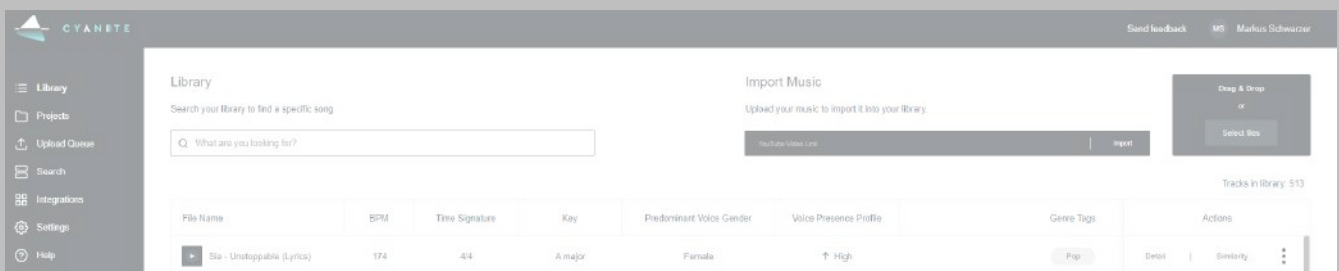 CYANITE
Send feedback MS Markus Schwarzer
Library
Projects
Upload Queue
Search
Integrations
Settings
Help
Library
Search your library to find a specific song
What are you looking for?
Import Music
Upload your music to import it into your library.
YouTube Video Link Import
Drag & Drop
or
Select files
Tracks in library: 513
File Name BPM Time Signature Key Predominant Voice Gender Voice Presence Profile Genre Tags Actions
Sia - Unstoppable (Lyrics) 174 4/4 A major Female ↑ High Pop Detail | Similarity